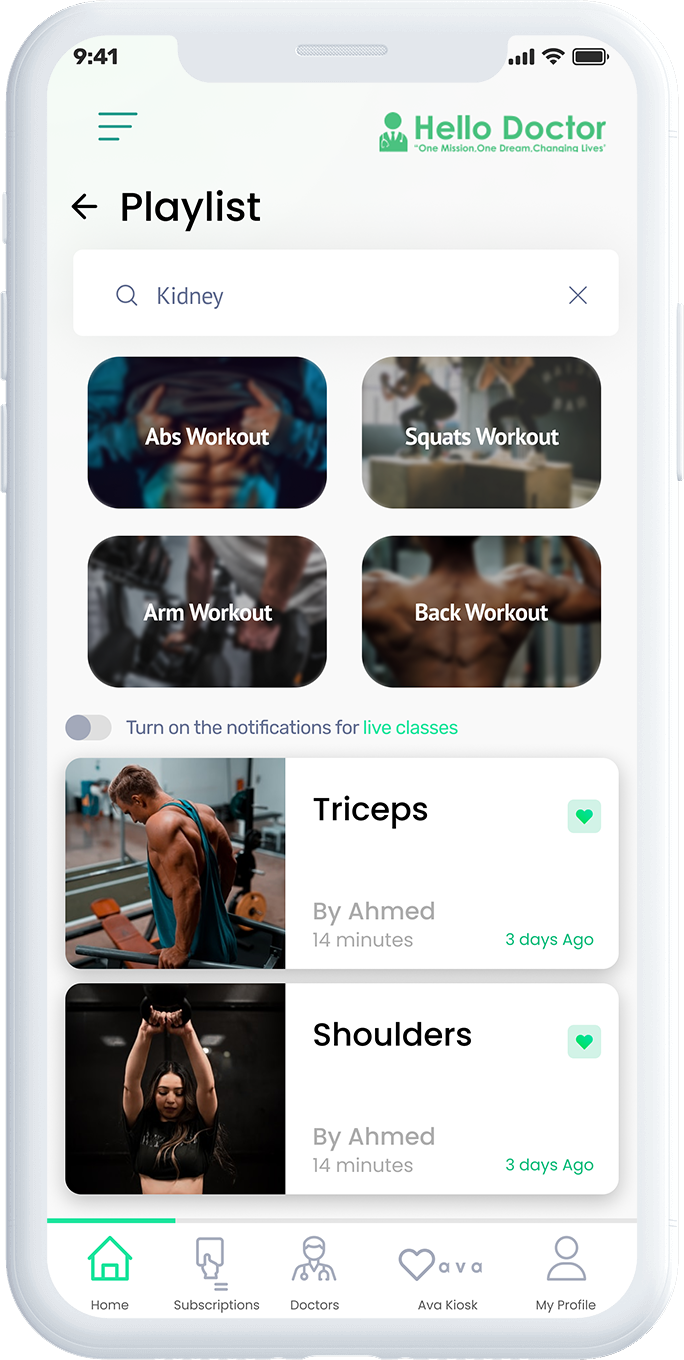 9:41
Hello Doctor
"One Mission.One Dream.Changing Lives"
Playlist
Kidney
Abs Workout
Squats Workout
Arm Workout
Back Workout
Turn on the notifications for live classes
Triceps
By Ahmed
14 minutes
3 days Ago
Shoulders
By Ahmed
14 minutes
3 days Ago
ava
Home
Subscriptions
Doctors
Ava Kiosk
My Profile